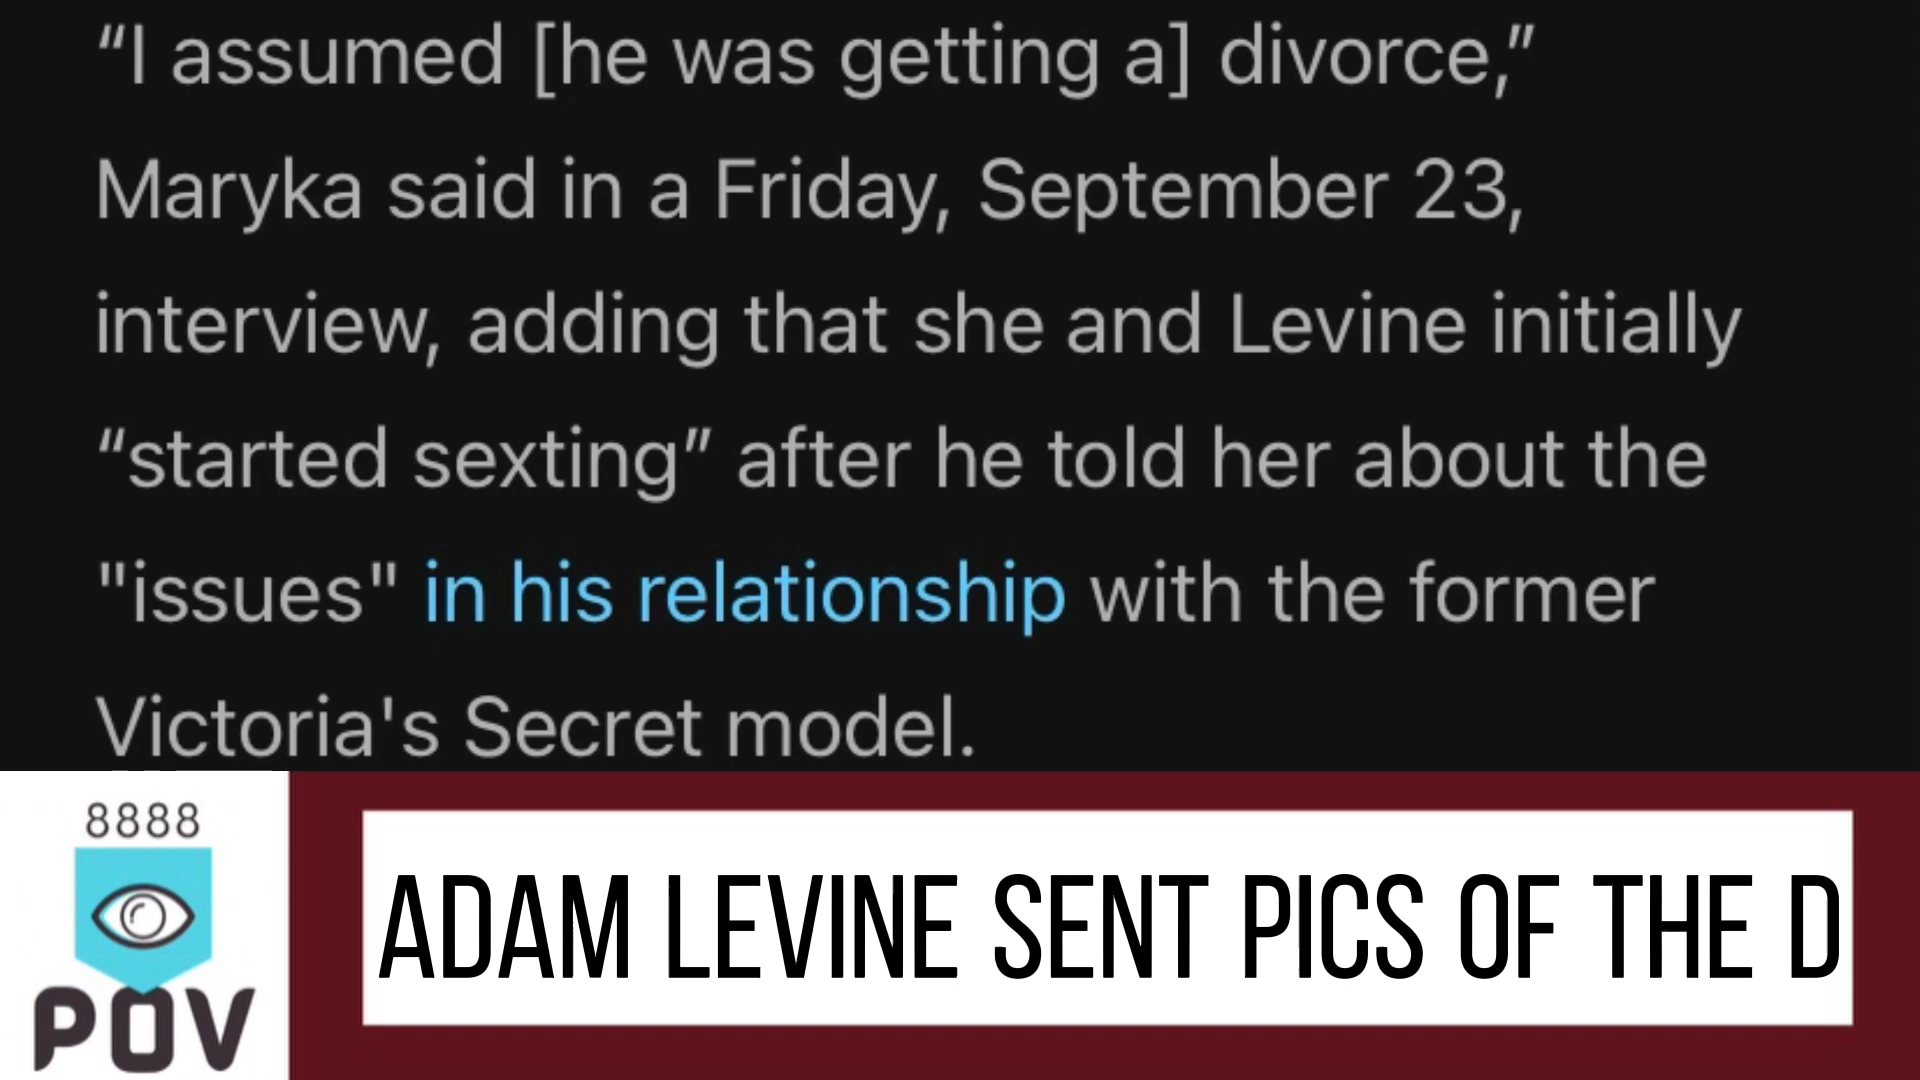 “I assumed [he was getting a] divorce,”
Maryka said in a Friday, September 23,
interview, adding that she and Levine initially
“started sexting” after he told her about the
"issues" in his relationship with the former
Victoria's Secret model.
8888
POV
ADAM LEVINE SENT PICS OF THE D